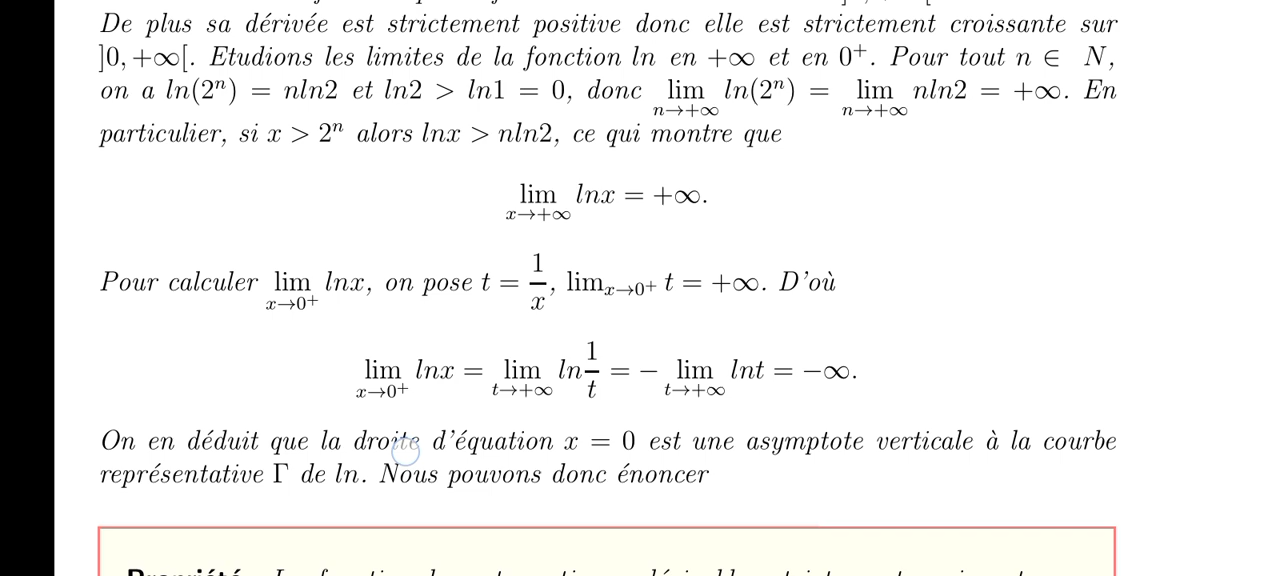 De plus sa dérivée est strictement positive donc elle est strictement croissante sur
]0, +∞[. Etudions les limites de la fonction ln en +∞ et en 0⁺. Pour tout n ∈ N,
on a ln(2ⁿ) = nln2 et ln2 > ln1 = 0, donc lim_{n→+∞} ln(2ⁿ) = lim_{n→+∞} nln2 = +∞. En
particulier, si x > 2ⁿ alors lnx > nln2, ce qui montre que
lim_{x→+∞} lnx = +∞.
Pour calculer lim_{x→0⁺} lnx, on pose t = 1/x, lim_{x→0⁺} t = +∞. D'où
lim_{x→0⁺} lnx = lim_{t→+∞} ln 1/t = − lim_{t→+∞} lnt = −∞.
On en déduit que la droite d'équation x = 0 est une asymptote verticale à la courbe
représentative Γ de ln. Nous pouvons donc énoncer